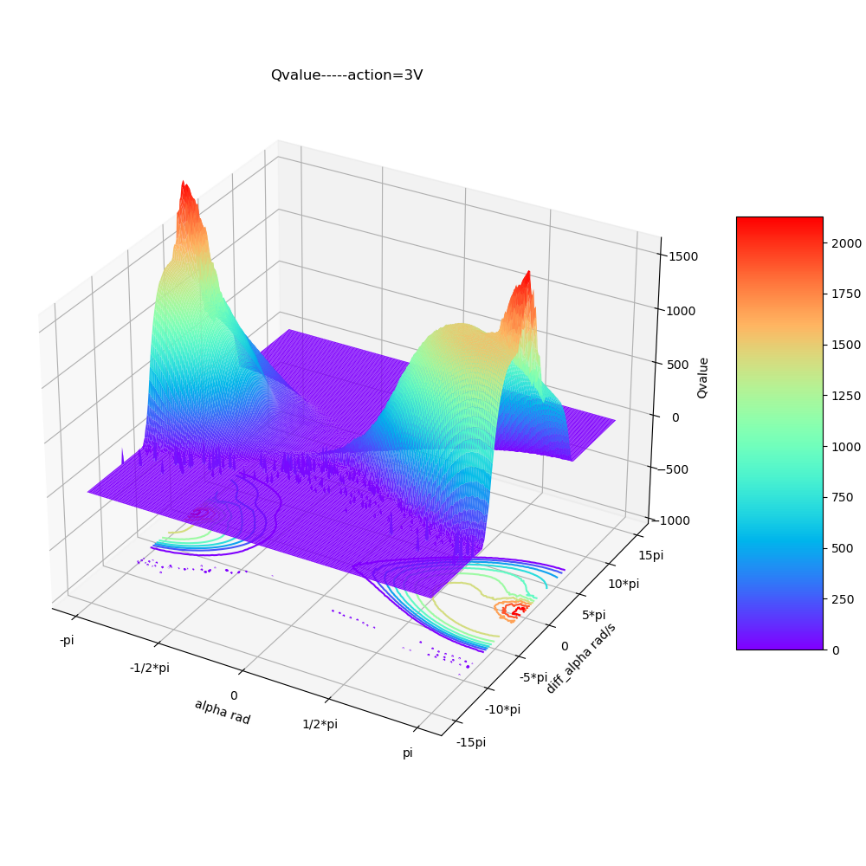 Qvalue-----action=3V
1500
1000
500
0
−500
−1000
Qvalue
2000
1750
1500
1250
1000
750
500
250
0
-pi
-1/2*pi
0
1/2*pi
pi
alpha rad
-15pi
-10*pi
-5*pi
0
5*pi
10*pi
15pi
diff_alpha rad/s